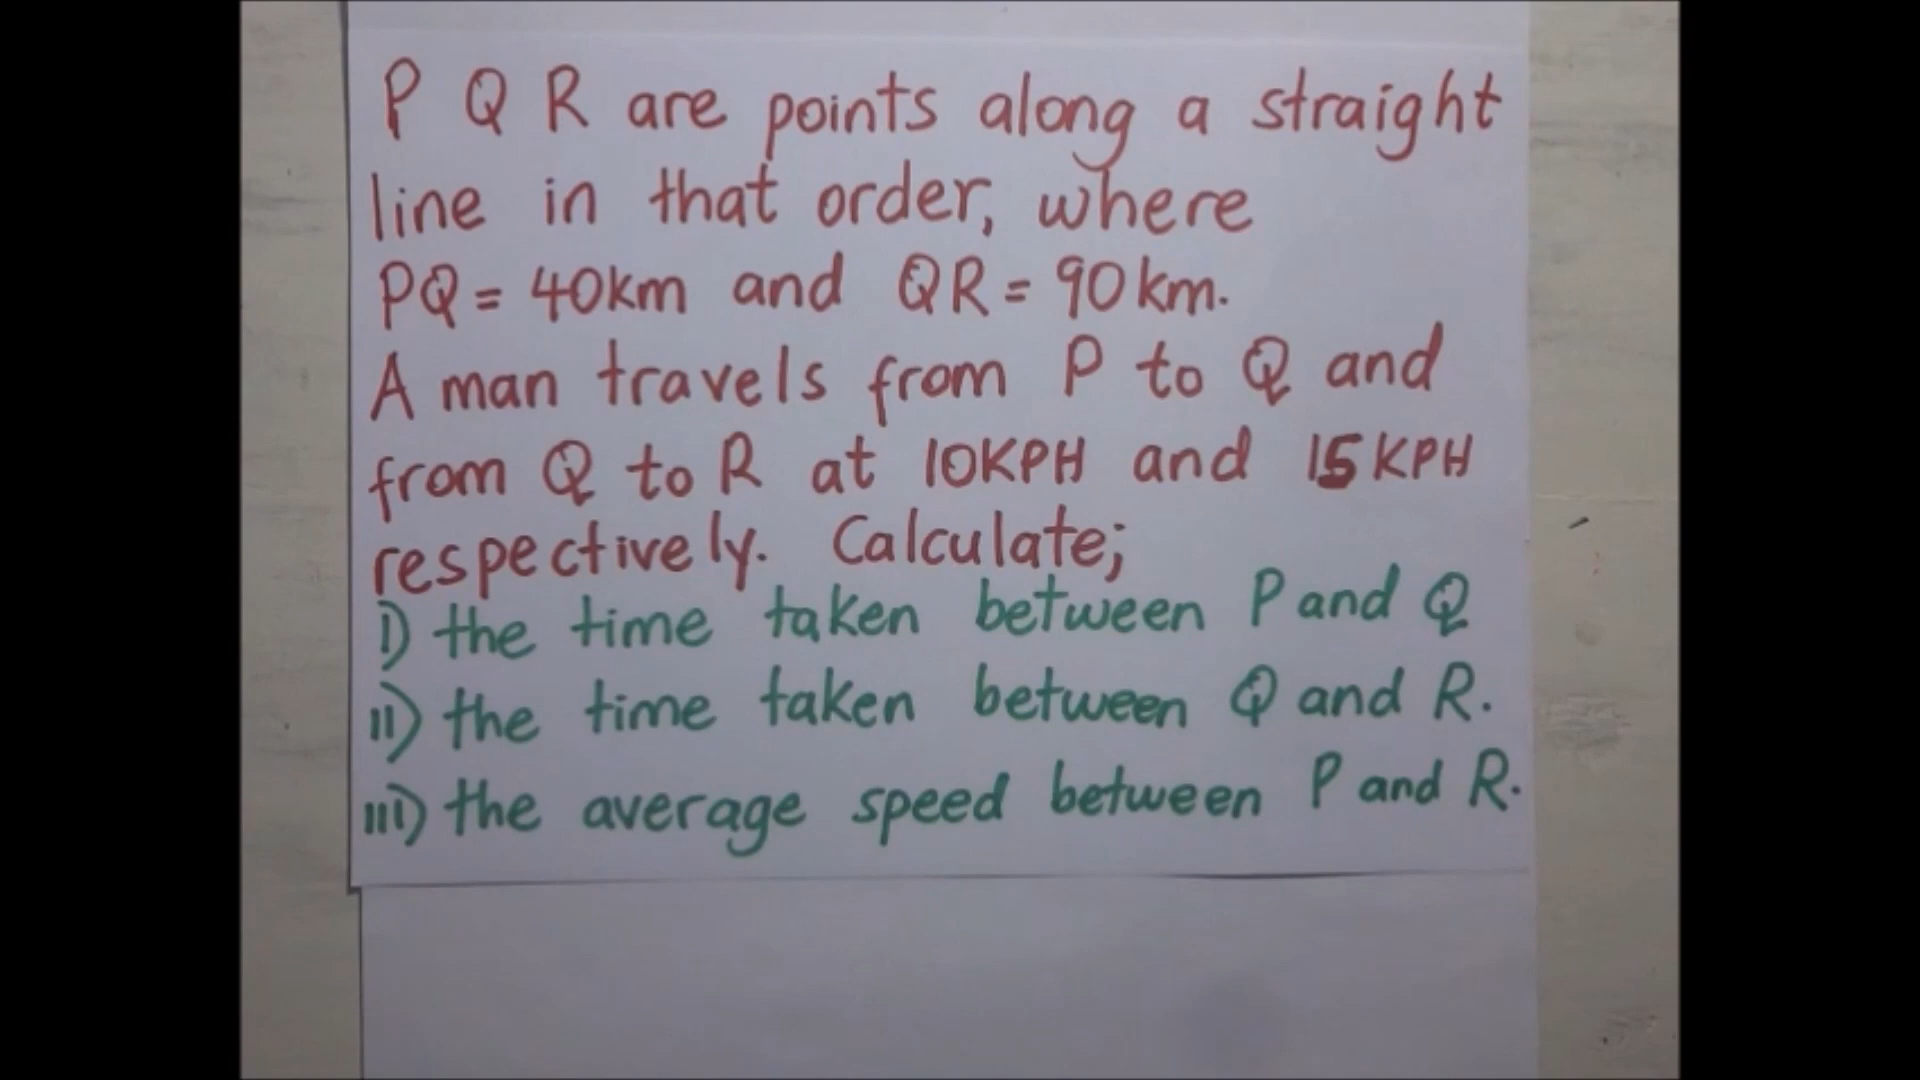 P Q R are points along a straight
line in that order, where
PQ = 40km and QR = 90km.
A man travels from P to Q and
from Q to R at 10KPH and 15KPH
respectively. Calculate;
i) the time taken between P and Q
ii) the time taken between Q and R.
iii) the average speed between P and R.